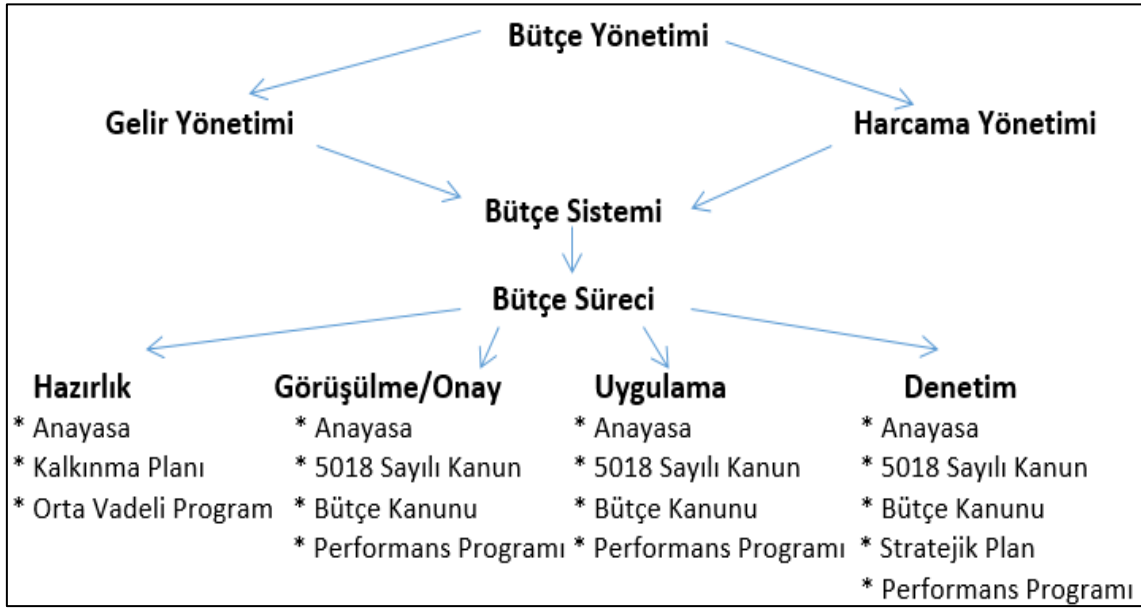 Bütçe Yönetimi
Gelir Yönetimi
Harcama Yönetimi
Bütçe Sistemi
Bütçe Süreci
Hazırlık
* Anayasa
* Kalkınma Planı
* Orta Vadeli Program
Görüşülme/Onay
* Anayasa
* 5018 Sayılı Kanun
* Bütçe Kanunu
* Performans Programı
Uygulama
* Anayasa
* 5018 Sayılı Kanun
* Bütçe Kanunu
* Performans Programı
Denetim
* Anayasa
* 5018 Sayılı Kanun
* Bütçe Kanunu
* Stratejik Plan
* Performans Programı